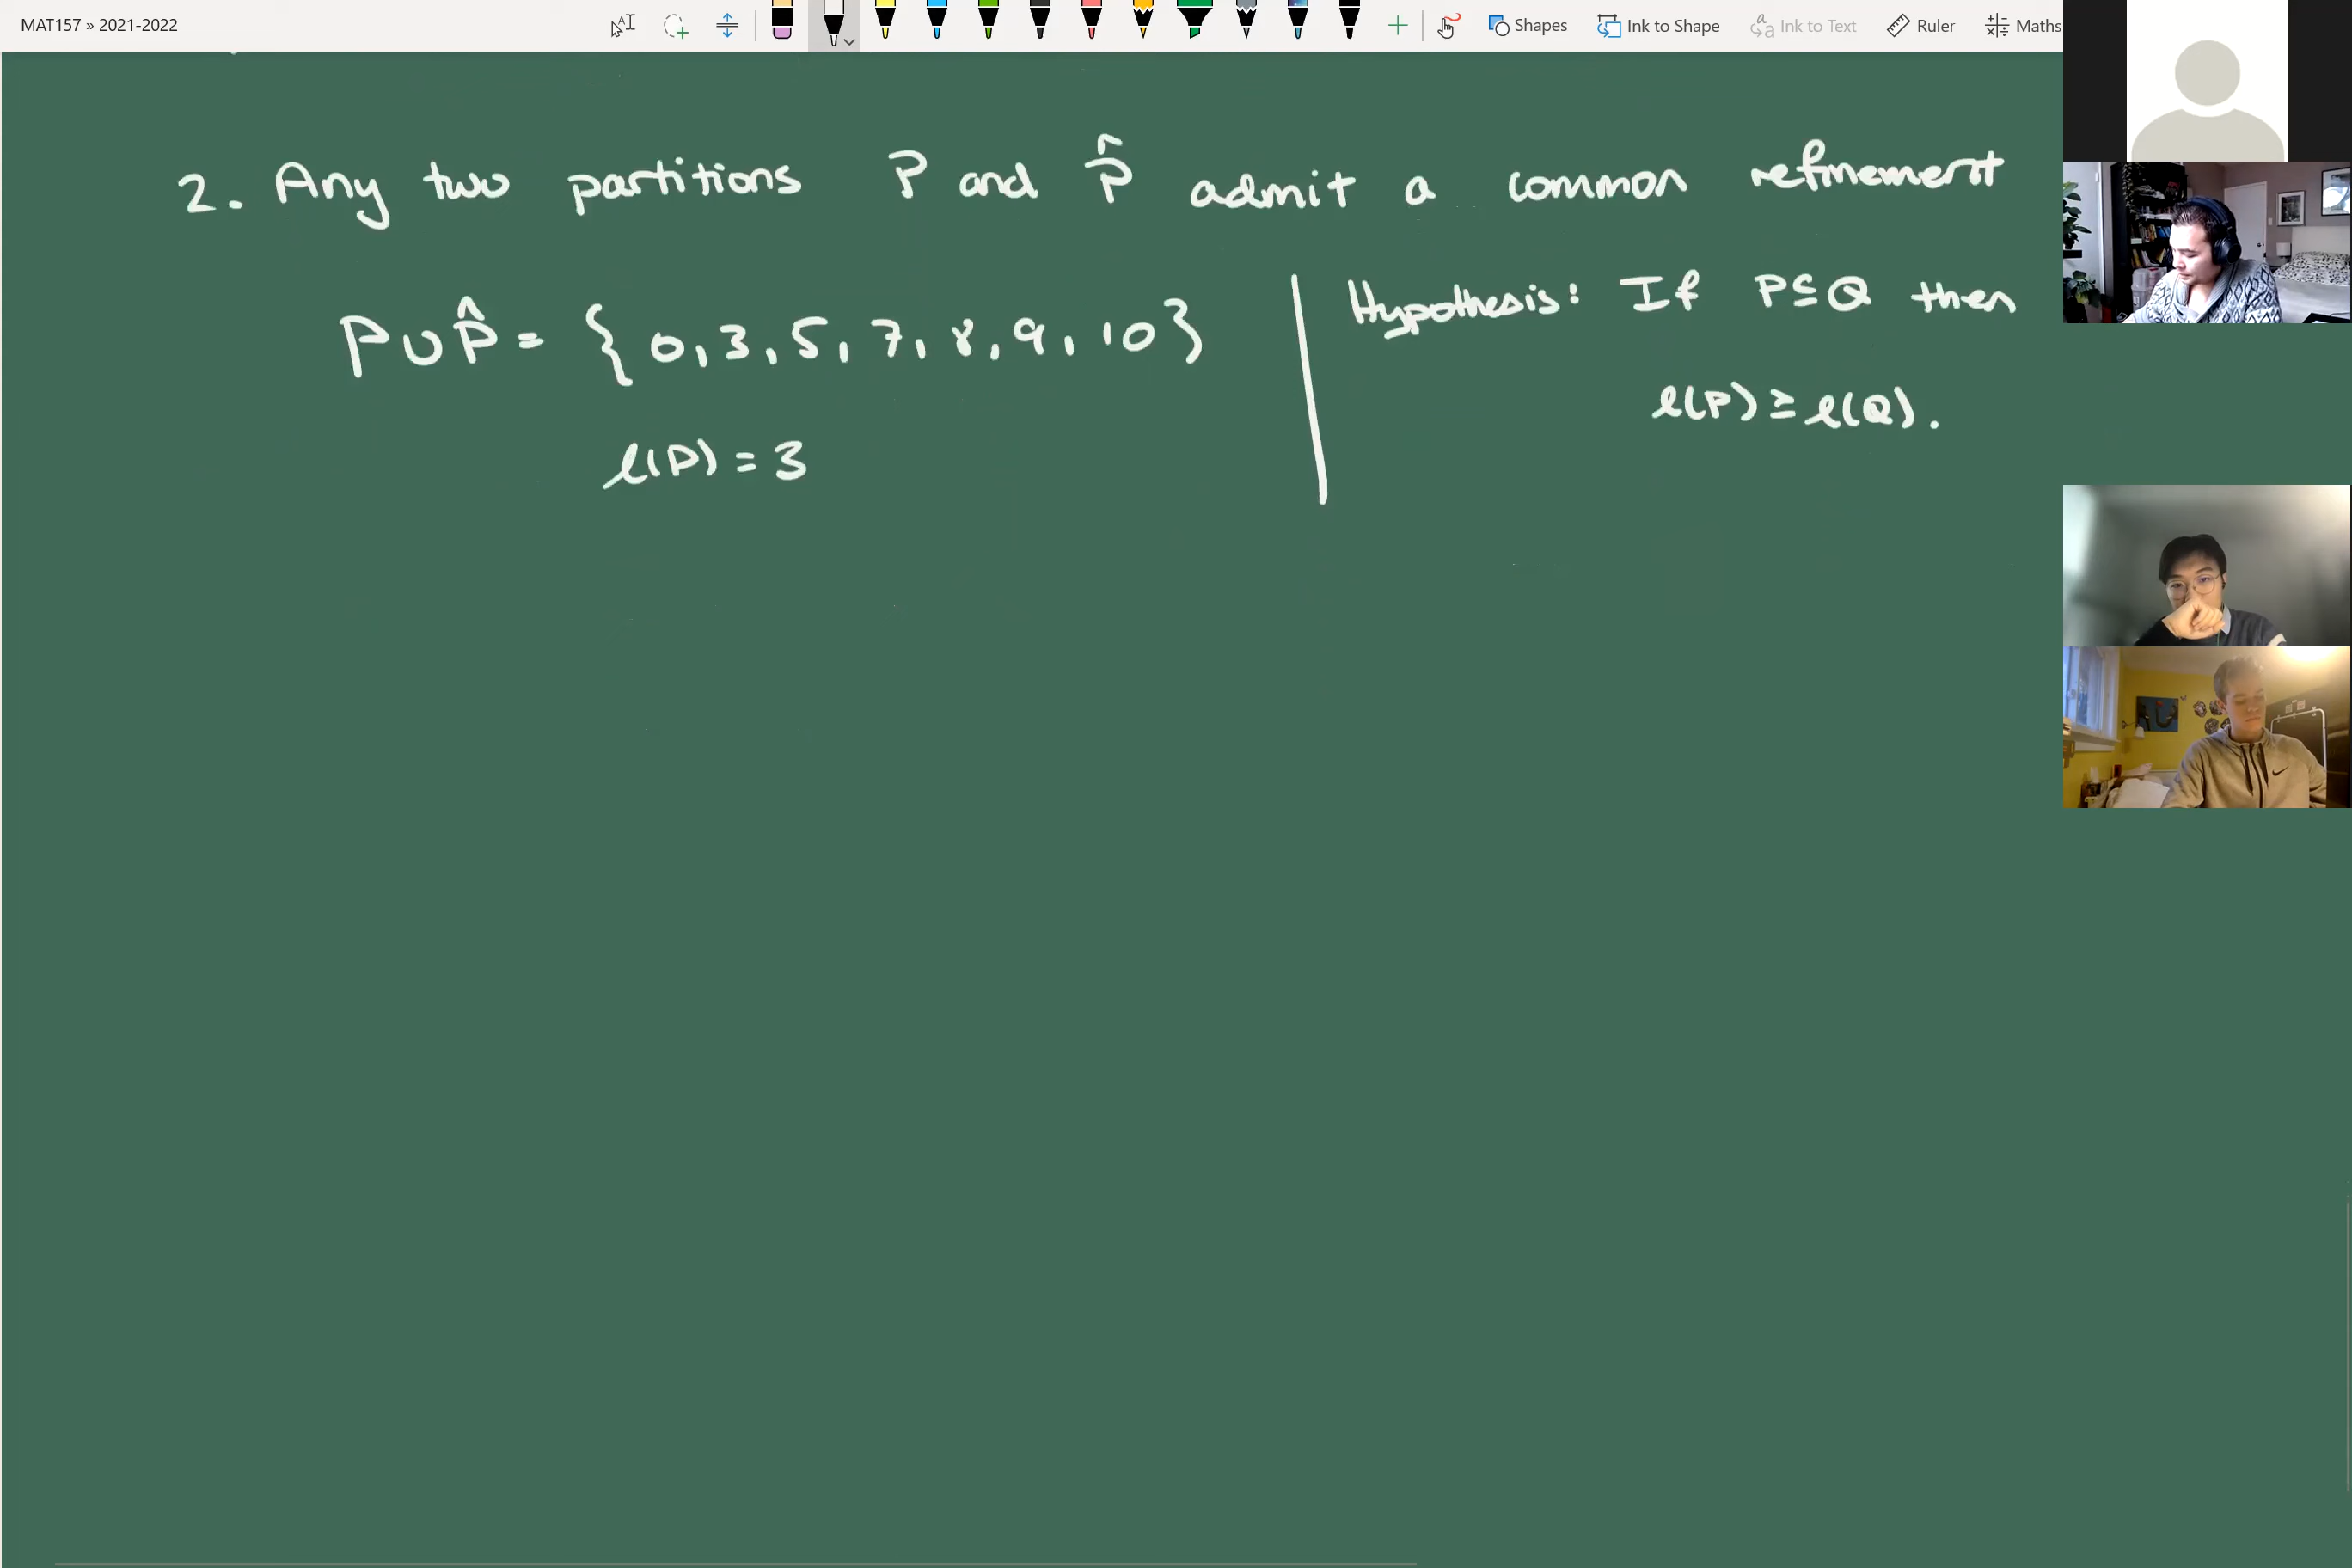 MAT157 » 2021-2022
Shapes
Ink to Shape
Ink to Text
Ruler
Maths
2. Any two partitions P and P̂ admit a common refinement
P∪P̂ = { 0, 3, 5, 7, 8, 9, 10 }
ℓ(P) = 3
Hypothesis: If P⊆Q then
ℓ(P) ≥ ℓ(Q).